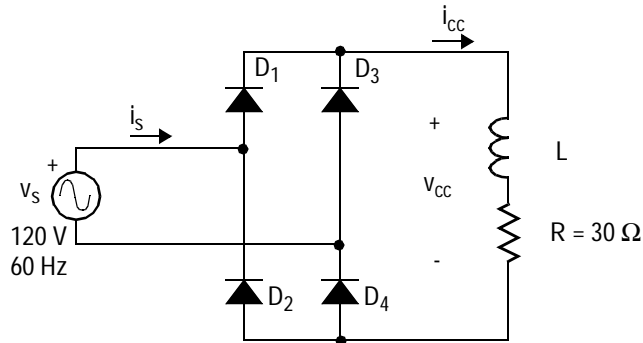 i_cc
D_1
D_3
i_s
+
v_s
120 V
60 Hz
+
v_cc
-
L
R = 30 Ω
D_2
D_4